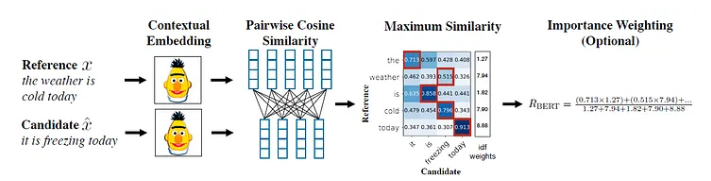 Contextual
Embedding
Pairwise Cosine
Similarity
Maximum Similarity
Importance Weighting
(Optional)
Reference x
the weather is
cold today
Candidate x̂
it is freezing today
Reference
the 0.713 0.597 0.428 0.408 1.27
weather 0.462 0.393 0.515 0.326 7.94
is 0.635 0.858 0.441 0.441 1.82
cold 0.479 0.454 0.796 0.343 7.90
today 0.347 0.361 0.307 0.913 8.88
it is freezing today
idf
weights
Candidate
R_BERT = (0.713×1.27)+(0.515×7.94)+... / 1.27+7.94+1.82+7.90+8.88